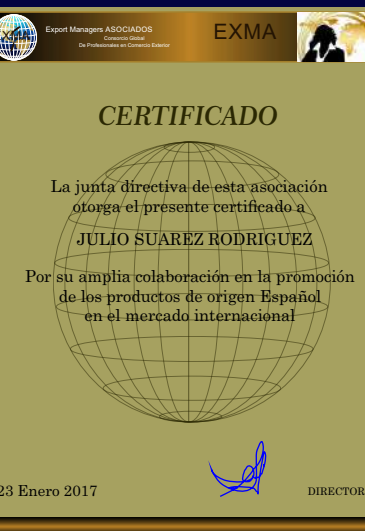 EXMA
Export Managers ASOCIADOS
Consorcio Global
De Profesionales en Comercio Exterior
EXMA
CERTIFICADO
La junta directiva de esta asociación
otorga el presente certificado a
JULIO SUAREZ RODRIGUEZ
Por su amplia colaboración en la promoción
de los productos de origen Español
en el mercado internacional
23 Enero 2017
DIRECTOR